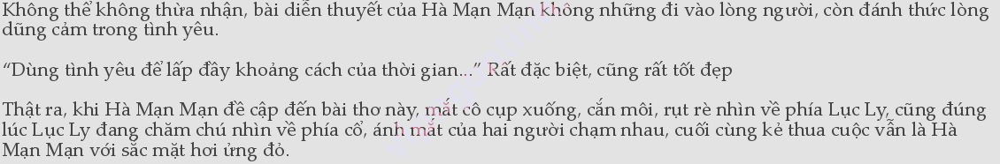 Không thể không thừa nhận, bài diễn thuyết của Hà Mạn Mạn không những đi vào lòng người, còn đánh thức lòng
dũng cảm trong tình yêu.
“Dùng tình yêu để lấp đầy khoảng cách của thời gian...” Rất đặc biệt, cũng rất tốt đẹp
Thật ra, khi Hà Mạn Mạn đề cập đến bài thơ này, mắt cô cụp xuống, cắn môi, rụt rè nhìn về phía Lục Ly, cũng đúng
lúc Lục Ly đang chăm chú nhìn về phía cổ, ánh mắt của hai người chạm nhau, cuối cùng kẻ thua cuộc vẫn là Hà
Mạn Mạn với sắc mặt hơi ửng đỏ.